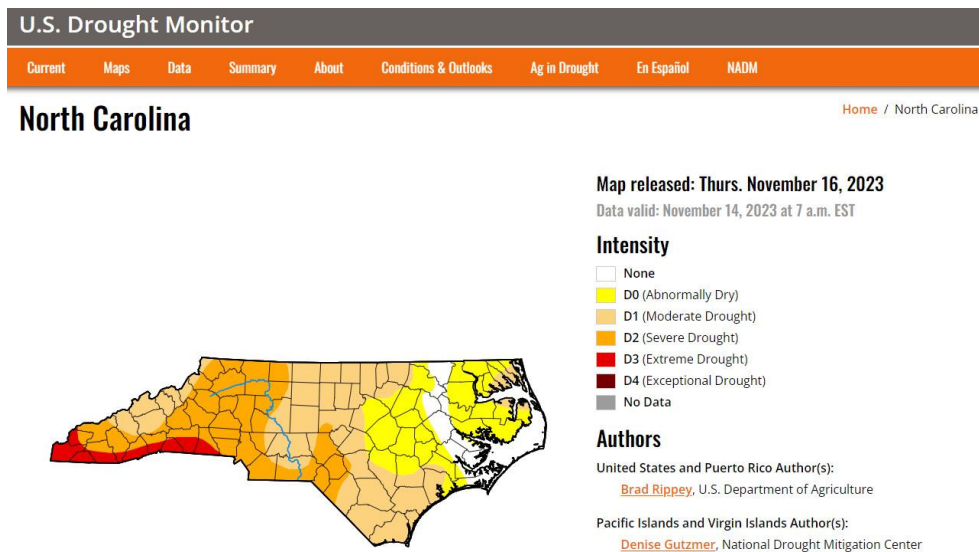 U.S. Drought Monitor
Current Maps Data Summary About Conditions & Outlooks Ag in Drought En Español NADM
North Carolina
Home / North Carolina
Map released: Thurs. November 16, 2023
Data valid: November 14, 2023 at 7 a.m. EST
Intensity
None
D0 (Abnormally Dry)
D1 (Moderate Drought)
D2 (Severe Drought)
D3 (Extreme Drought)
D4 (Exceptional Drought)
No Data
Authors
United States and Puerto Rico Author(s):
Brad Rippey, U.S. Department of Agriculture
Pacific Islands and Virgin Islands Author(s):
Denise Gutzmer, National Drought Mitigation Center